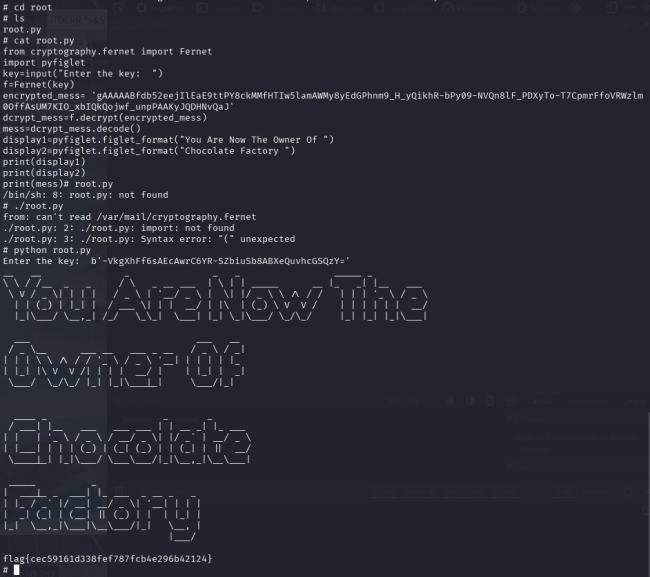 # cd root
# ls
root.py
# cat root.py
from cryptography.fernet import Fernet
import pyfiglet
key=input("Enter the key:  ")
f=Fernet(key)
encrypted_mess= 'gAAAAABfdb52eejIlEaE9ttPY8ckMMfHTIw5lamAWMy8yEdGPhnm9_H_yQikhR-bPy09-NVQn8lF_PDXyTo-T7CpmrFfoVRWzlm
0OffAsUM7KIO_xbIQkQojwf_unpPAAKyJQDHNvQaJ'
dcrypt_mess=f.decrypt(encrypted_mess)
mess=dcrypt_mess.decode()
display1=pyfiglet.figlet_format("You Are Now The Owner Of ")
display2=pyfiglet.figlet_format("Chocolate Factory ")
print(display1)
print(display2)
print(mess)# root.py
/bin/sh: 8: root.py: not found
# ./root.py
from: can't read /var/mail/cryptography.fernet
./root.py: 2: ./root.py: import: not found
./root.py: 3: ./root.py: Syntax error: "(" unexpected
# python root.py
Enter the key:  b'-VkgXhFf6sAEcAwrC6YR-SZbiuSb8ABXeQuvhcGSQzY='
You Are Now The
Owner Of
Chocolate
Factory
flag{cec59161d338fef787fcb4e296b42124}
#